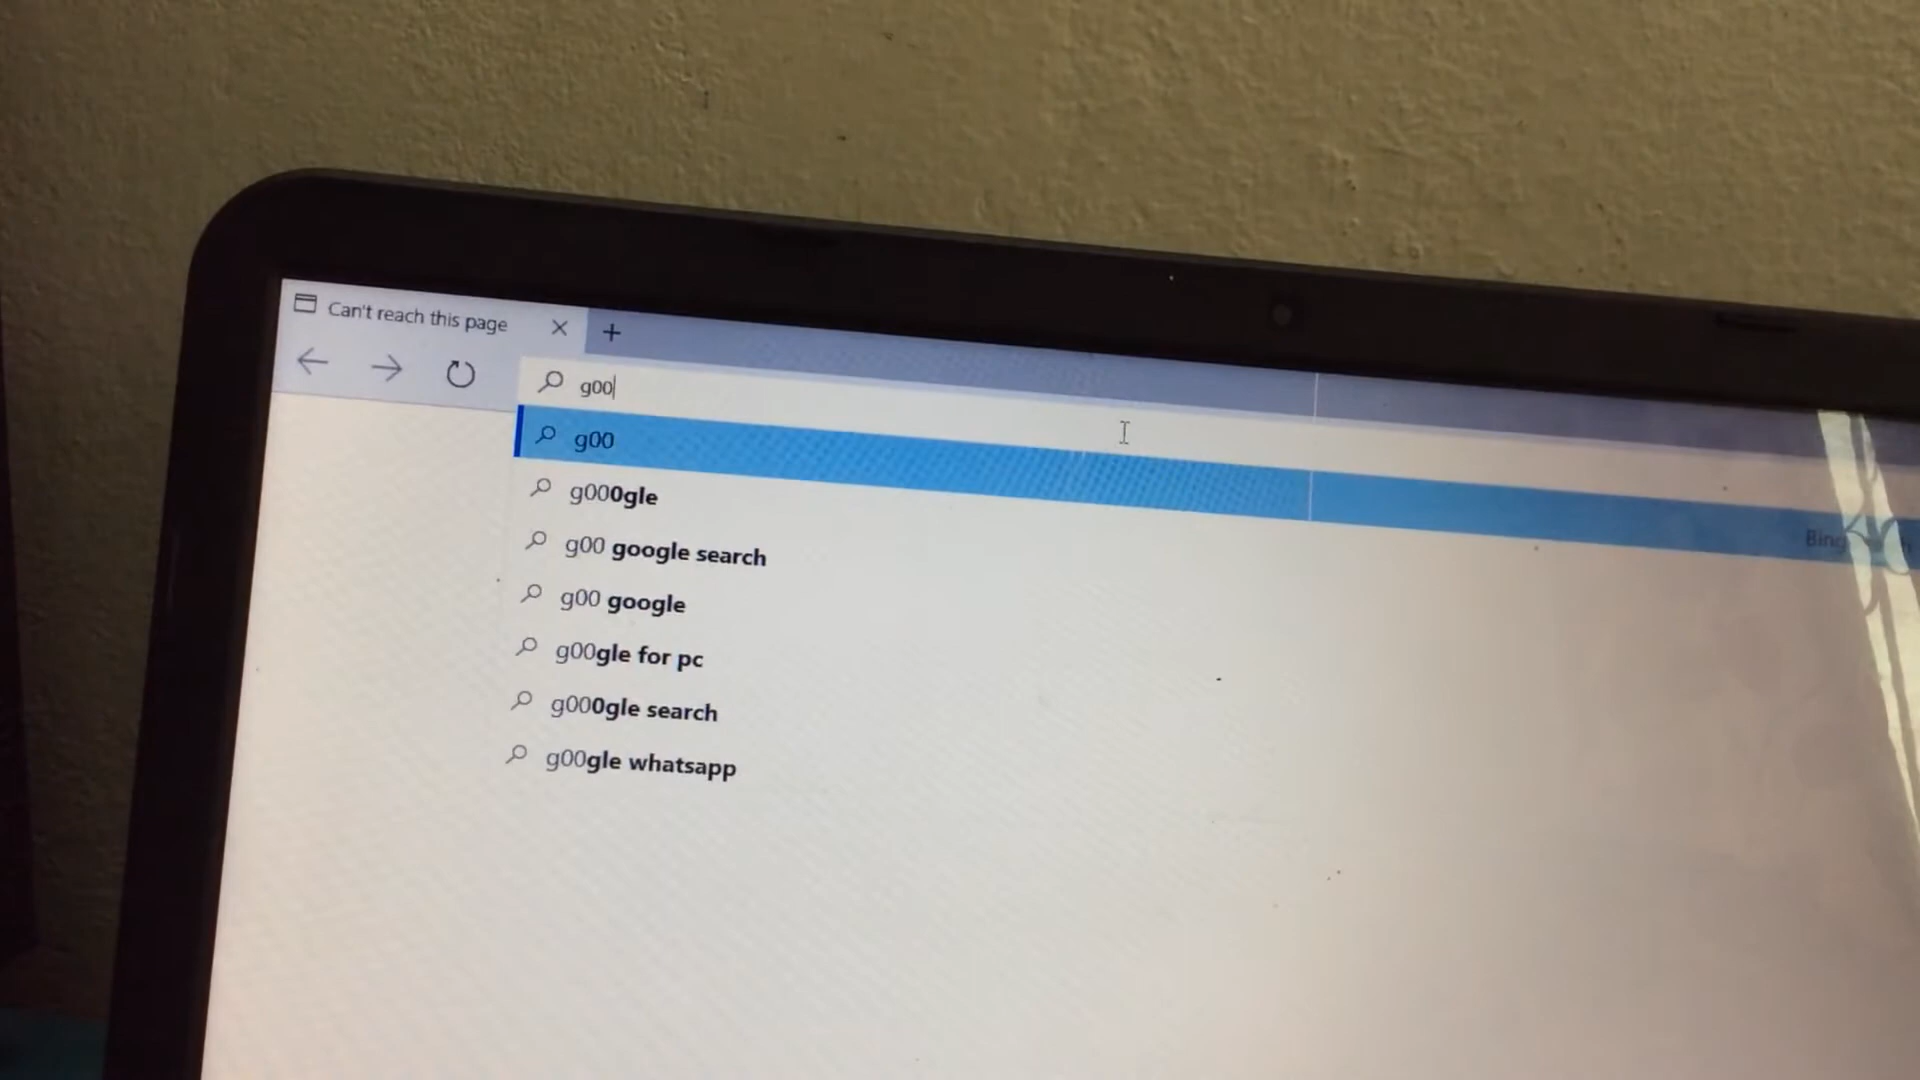 Can't reach this page
g00
g00
Bing
g000gle
g00 google search
g00 google
g00gle for pc
g000gle search
g00gle whatsapp